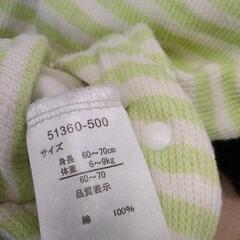 51360-500
サイズ
身長 60~70cm
体重 6~9kg
60~70
品質表示
綿 100%